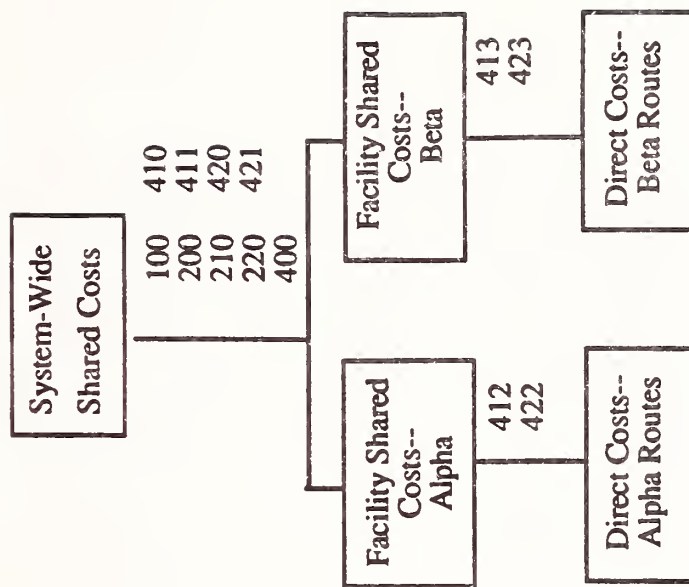 System-Wide
Shared Costs
100 410
200 411
210 420
220 421
400
Facility Shared
Costs--
Alpha
Facility Shared
Costs--
Beta
412
422
413
423
Direct Costs--
Alpha Routes
Direct Costs--
Beta Routes